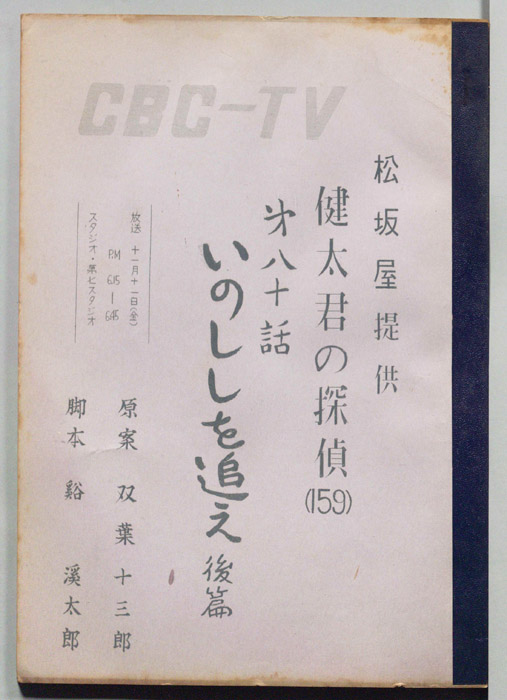 CBC-TV
松坂屋提供
健太君の探偵(159)
才八十話
いのししを追え 後篇
放送 十一月十一日(金)
P.M 6.15 — 6.45
スタジオ・第七スタジオ
原案 双葉十三郎
脚本 谿 溪太郎